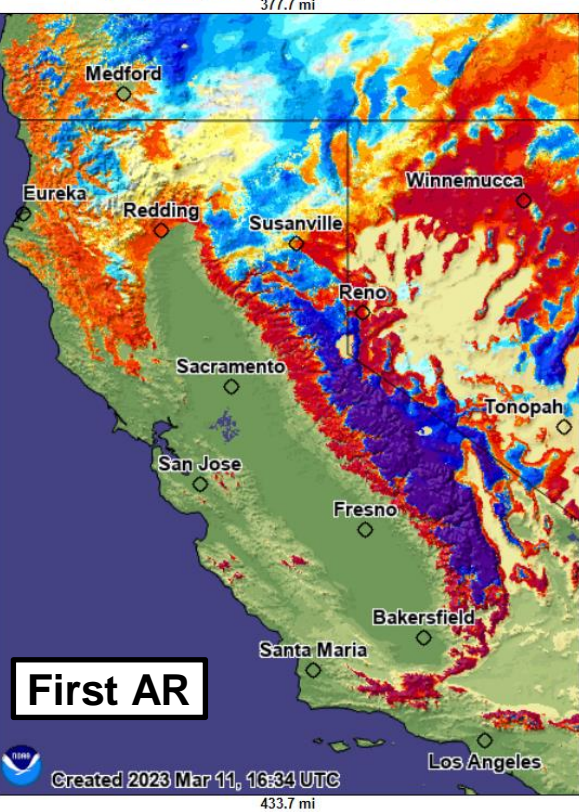 377.7 mi
Medford
Winnemucca
Eureka
Redding
Susanville
Reno
Sacramento
Tonopah
San Jose
Fresno
Bakersfield
Santa Maria
First AR
Los Angeles
NOAA
Created 2023 Mar 11, 16:34 UTC
433.7 mi